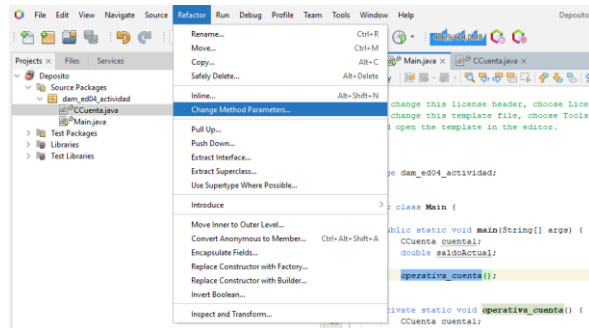 File Edit View Navigate Source Refactor Run Debug Profile Team Tools Window Help Deposito
Projects × Files Services
Deposito
Source Packages
dam_ed04_actividad
CCuenta.java
Main.java
Test Packages
Libraries
Test Libraries
Rename... Ctrl+R
Move... Ctrl+M
Copy... Alt+C
Safely Delete... Alt+Delete
Inline... Alt+Shift+N
Change Method Parameters...
Pull Up...
Push Down...
Extract Interface...
Extract Superclass...
Use Supertype Where Possible...
Introduce
Move Inner to Outer Level...
Convert Anonymous to Member... Ctrl+Alt+Shift+A
Encapsulate Fields...
Replace Constructor with Factory...
Replace Constructor with Builder...
Invert Boolean...
Inspect and Transform...
Main.java × CCuenta.java ×
change this license header, choose Lice
change this template file, choose Tools
open the template in the editor.
ge dam_ed04_actividad;
class Main {
blic static void main(String[] args) {
CCuenta cuenta1;
double saldoActual;
operativa_cuenta();
rivate static void operativa_cuenta() {
CCuenta cuenta1;